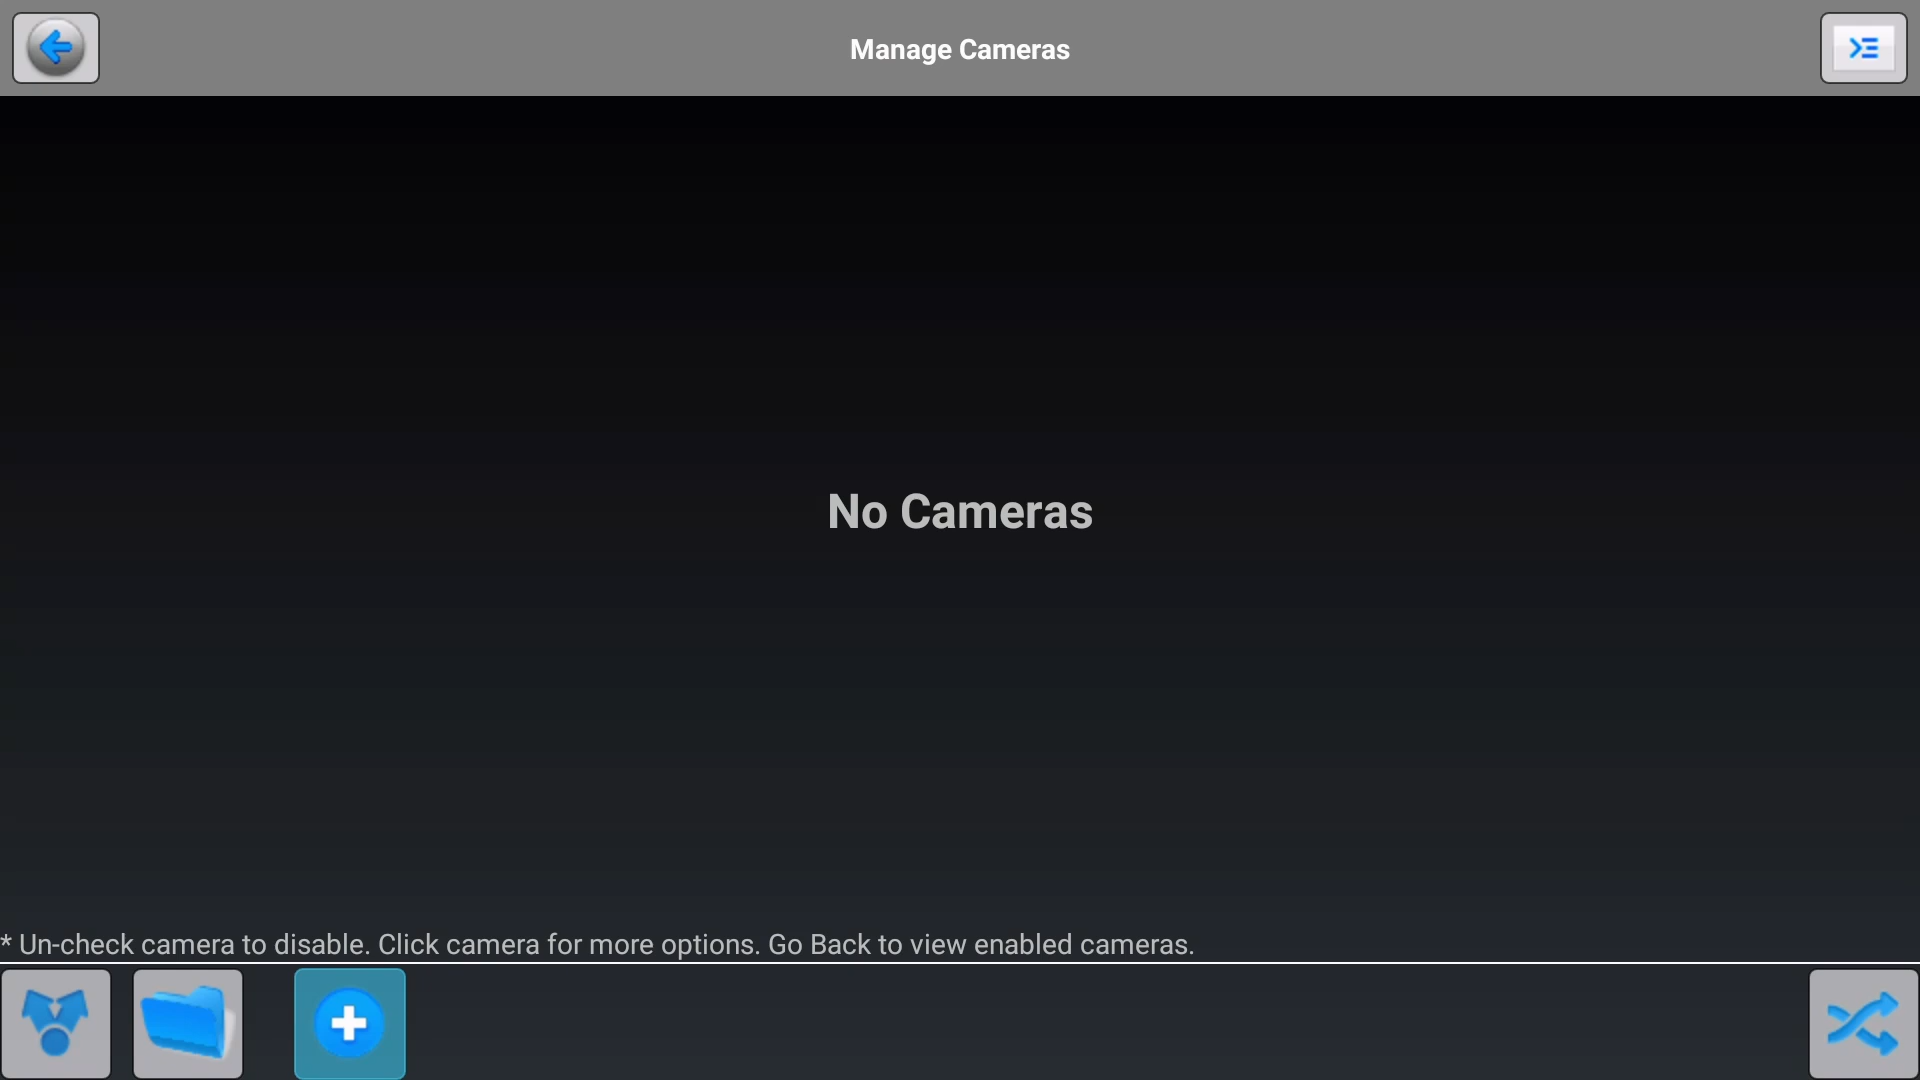 Manage Cameras
No Cameras
* Un-check camera to disable. Click camera for more options. Go Back to view enabled cameras.